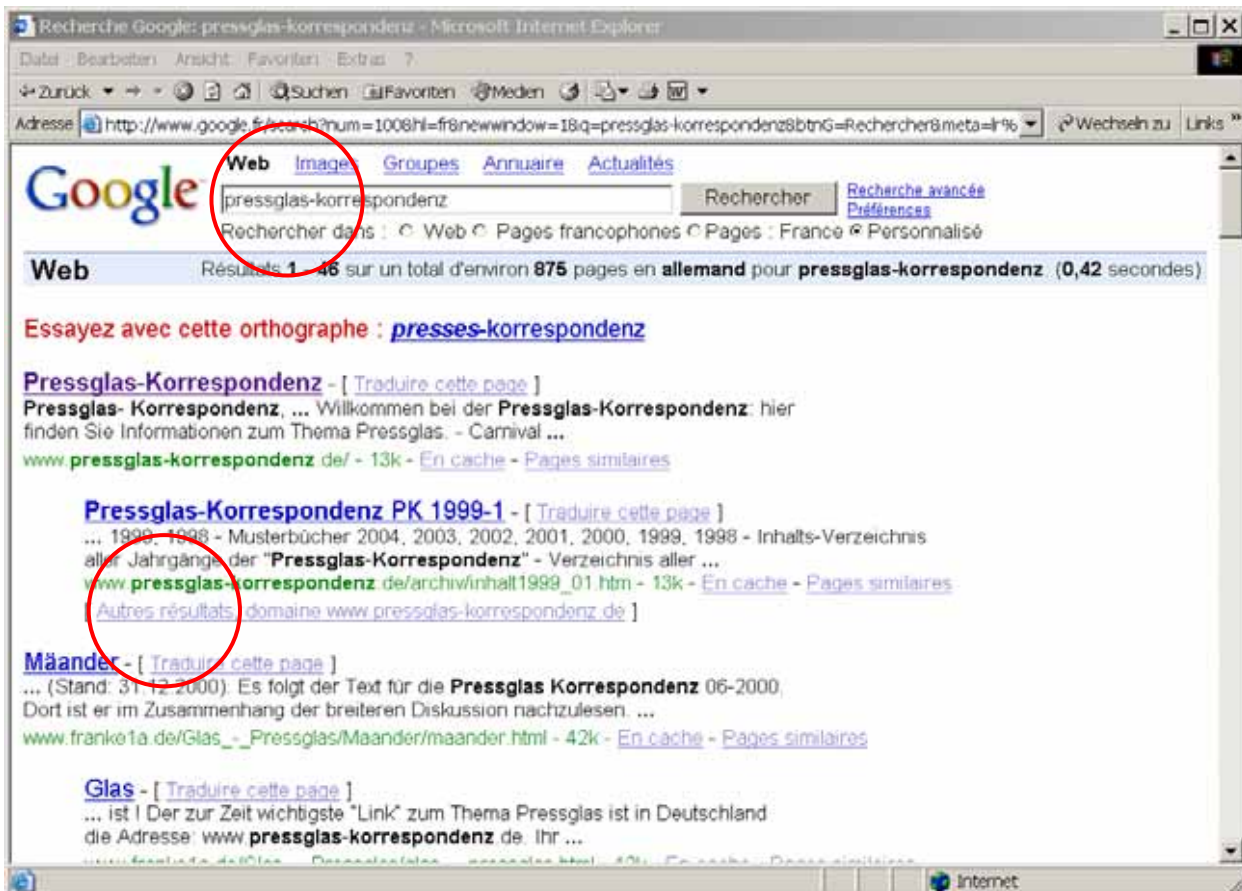 Recherche Google: pressglas-korrespondenz - Microsoft Internet Explorer
Datei Bearbeiten Ansicht Favoriten Extras ?
Zurück Suchen Favoriten Medien
Adresse http://www.google.fr/search?num=100&hl=fr&newwindow=1&q=pressglas-korrespondenz&btnG=Rechercher&meta=lr% Wechseln zu Links »
Google Web Images Groupes Annuaire Actualités
pressglas-korrespondenz Rechercher Recherche avancée
Préférences
Rechercher dans : Web Pages francophones Pages : France Personnalisé
Web Résultats 1 - 46 sur un total d'environ 875 pages en allemand pour pressglas-korrespondenz (0,42 secondes)
Essayez avec cette orthographe : presses-korrespondenz
Pressglas-Korrespondenz - [ Traduire cette page ]
Pressglas- Korrespondenz, ... Willkommen bei der Pressglas-Korrespondenz: hier
finden Sie Informationen zum Thema Pressglas. - Carnival ...
www.pressglas-korrespondenz.de/ - 13k - En cache - Pages similaires
Pressglas-Korrespondenz PK 1999-1 - [ Traduire cette page ]
... 1999, 1998 - Musterbücher 2004, 2003, 2002, 2001, 2000, 1999, 1998 - Inhalts-Verzeichnis
aller Jahrgänge der "Pressglas-Korrespondenz" - Verzeichnis aller ...
www.pressglas-korrespondenz.de/archiv/inhalt1999_01.htm - 13k - En cache - Pages similaires
[ Autres résultats, domaine www.pressglas-korrespondenz.de ]
Mäander - [ Traduire cette page ]
... (Stand: 31.12.2000). Es folgt der Text für die Pressglas Korrespondenz 06-2000.
Dort ist er im Zusammenhang der breiteren Diskussion nachzulesen. ...
www.franke1a.de/Glas_-_Pressglas/Maander/maander.html - 42k - En cache - Pages similaires
Glas - [ Traduire cette page ]
... ist ! Der zur Zeit wichtigste "Link" zum Thema Pressglas ist in Deutschland
die Adresse: www.pressglas-korrespondenz.de. Ihr ...
Internet